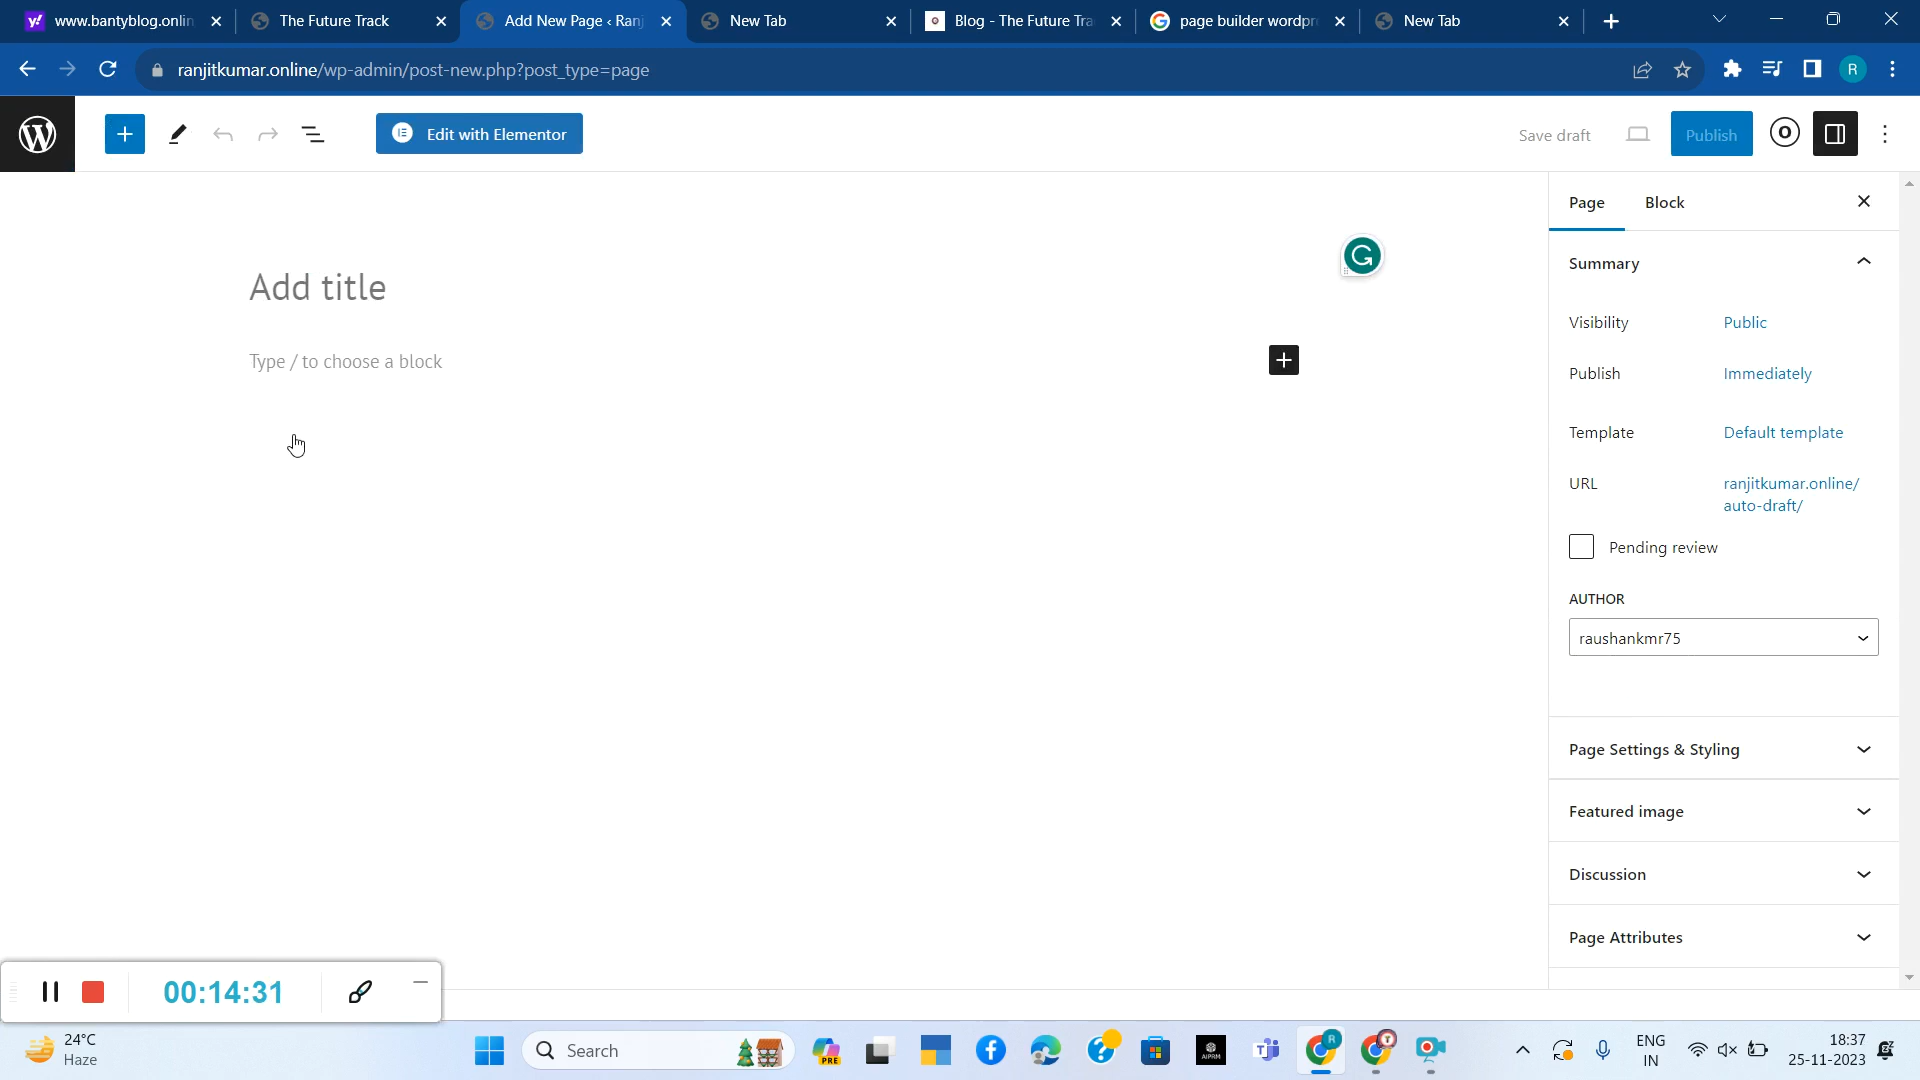 www.bantyblog.onlin
The Future Track
Add New Page ‹ Ranj
New Tab
Blog - The Future Tra
page builder wordpr
New Tab
ranjitkumar.online/wp-admin/post-new.php?post_type=page
R
Edit with Elementor
Save draft
Publish
Page
Block
Add title
Type / to choose a block
Summary
Visibility
Public
Publish
Immediately
Template
Default template
URL
ranjitkumar.online/
auto-draft/
Pending review
AUTHOR
raushankmr75
Page Settings & Styling
Featured image
Discussion
Page Attributes
00:14:31
24°C
Haze
Search
PRE
AIPRM
ENG
IN
18:37
25-11-2023